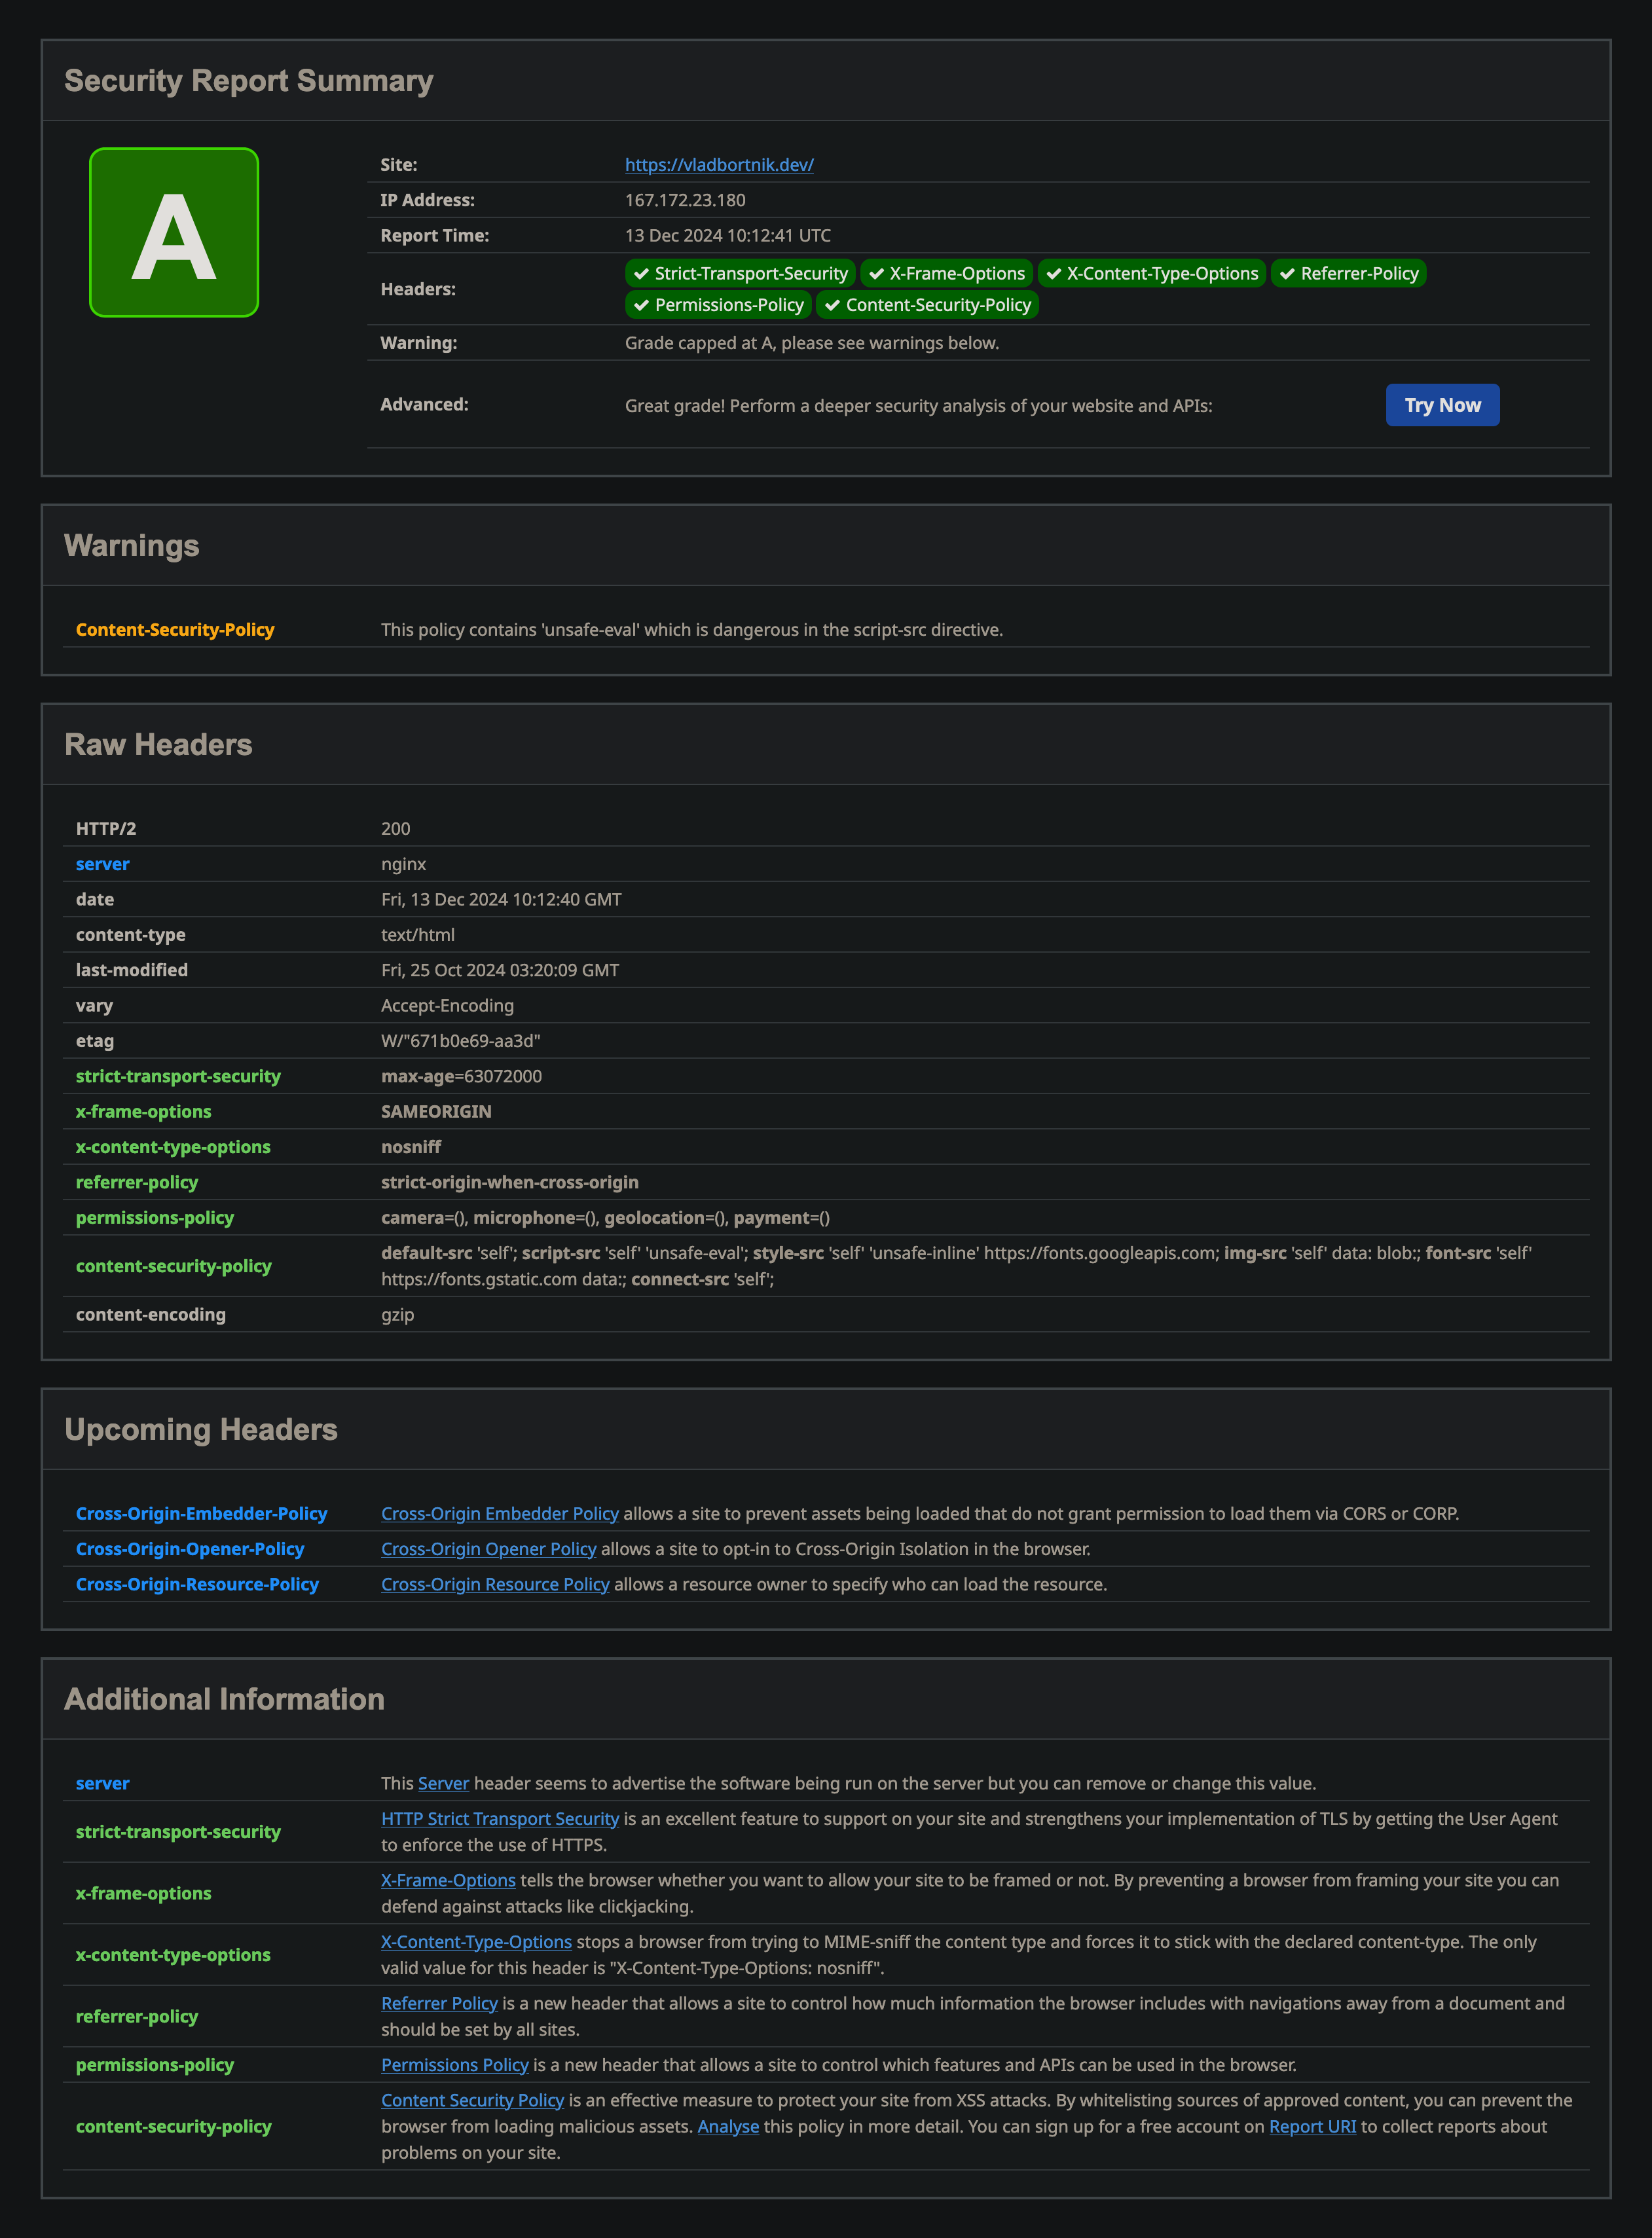 Security Report Summary
A
Site: https://vladbortnik.dev/
IP Address: 167.172.23.180
Report Time: 13 Dec 2024 10:12:41 UTC
Headers: Strict-Transport-Security X-Frame-Options X-Content-Type-Options Referrer-Policy
Permissions-Policy Content-Security-Policy
Warning: Grade capped at A, please see warnings below.
Advanced: Great grade! Perform a deeper security analysis of your website and APIs: Try Now
Warnings
Content-Security-Policy This policy contains 'unsafe-eval' which is dangerous in the script-src directive.
Raw Headers
HTTP/2 200
server nginx
date Fri, 13 Dec 2024 10:12:40 GMT
content-type text/html
last-modified Fri, 25 Oct 2024 03:20:09 GMT
vary Accept-Encoding
etag W/"671b0e69-aa3d"
strict-transport-security max-age=63072000
x-frame-options SAMEORIGIN
x-content-type-options nosniff
referrer-policy strict-origin-when-cross-origin
permissions-policy camera=(), microphone=(), geolocation=(), payment=()
content-security-policy default-src 'self'; script-src 'self' 'unsafe-eval'; style-src 'self' 'unsafe-inline' https://fonts.googleapis.com; img-src 'self' data: blob:; font-src 'self'
https://fonts.gstatic.com data:; connect-src 'self';
content-encoding gzip
Upcoming Headers
Cross-Origin-Embedder-Policy Cross-Origin Embedder Policy allows a site to prevent assets being loaded that do not grant permission to load them via CORS or CORP.
Cross-Origin-Opener-Policy Cross-Origin Opener Policy allows a site to opt-in to Cross-Origin Isolation in the browser.
Cross-Origin-Resource-Policy Cross-Origin Resource Policy allows a resource owner to specify who can load the resource.
Additional Information
server This Server header seems to advertise the software being run on the server but you can remove or change this value.
strict-transport-security HTTP Strict Transport Security is an excellent feature to support on your site and strengthens your implementation of TLS by getting the User Agent
to enforce the use of HTTPS.
x-frame-options X-Frame-Options tells the browser whether you want to allow your site to be framed or not. By preventing a browser from framing your site you can
defend against attacks like clickjacking.
x-content-type-options X-Content-Type-Options stops a browser from trying to MIME-sniff the content type and forces it to stick with the declared content-type. The only
valid value for this header is "X-Content-Type-Options: nosniff".
referrer-policy Referrer Policy is a new header that allows a site to control how much information the browser includes with navigations away from a document and
should be set by all sites.
permissions-policy Permissions Policy is a new header that allows a site to control which features and APIs can be used in the browser.
content-security-policy Content Security Policy is an effective measure to protect your site from XSS attacks. By whitelisting sources of approved content, you can prevent the
browser from loading malicious assets. Analyse this policy in more detail. You can sign up for a free account on Report URI to collect reports about
problems on your site.